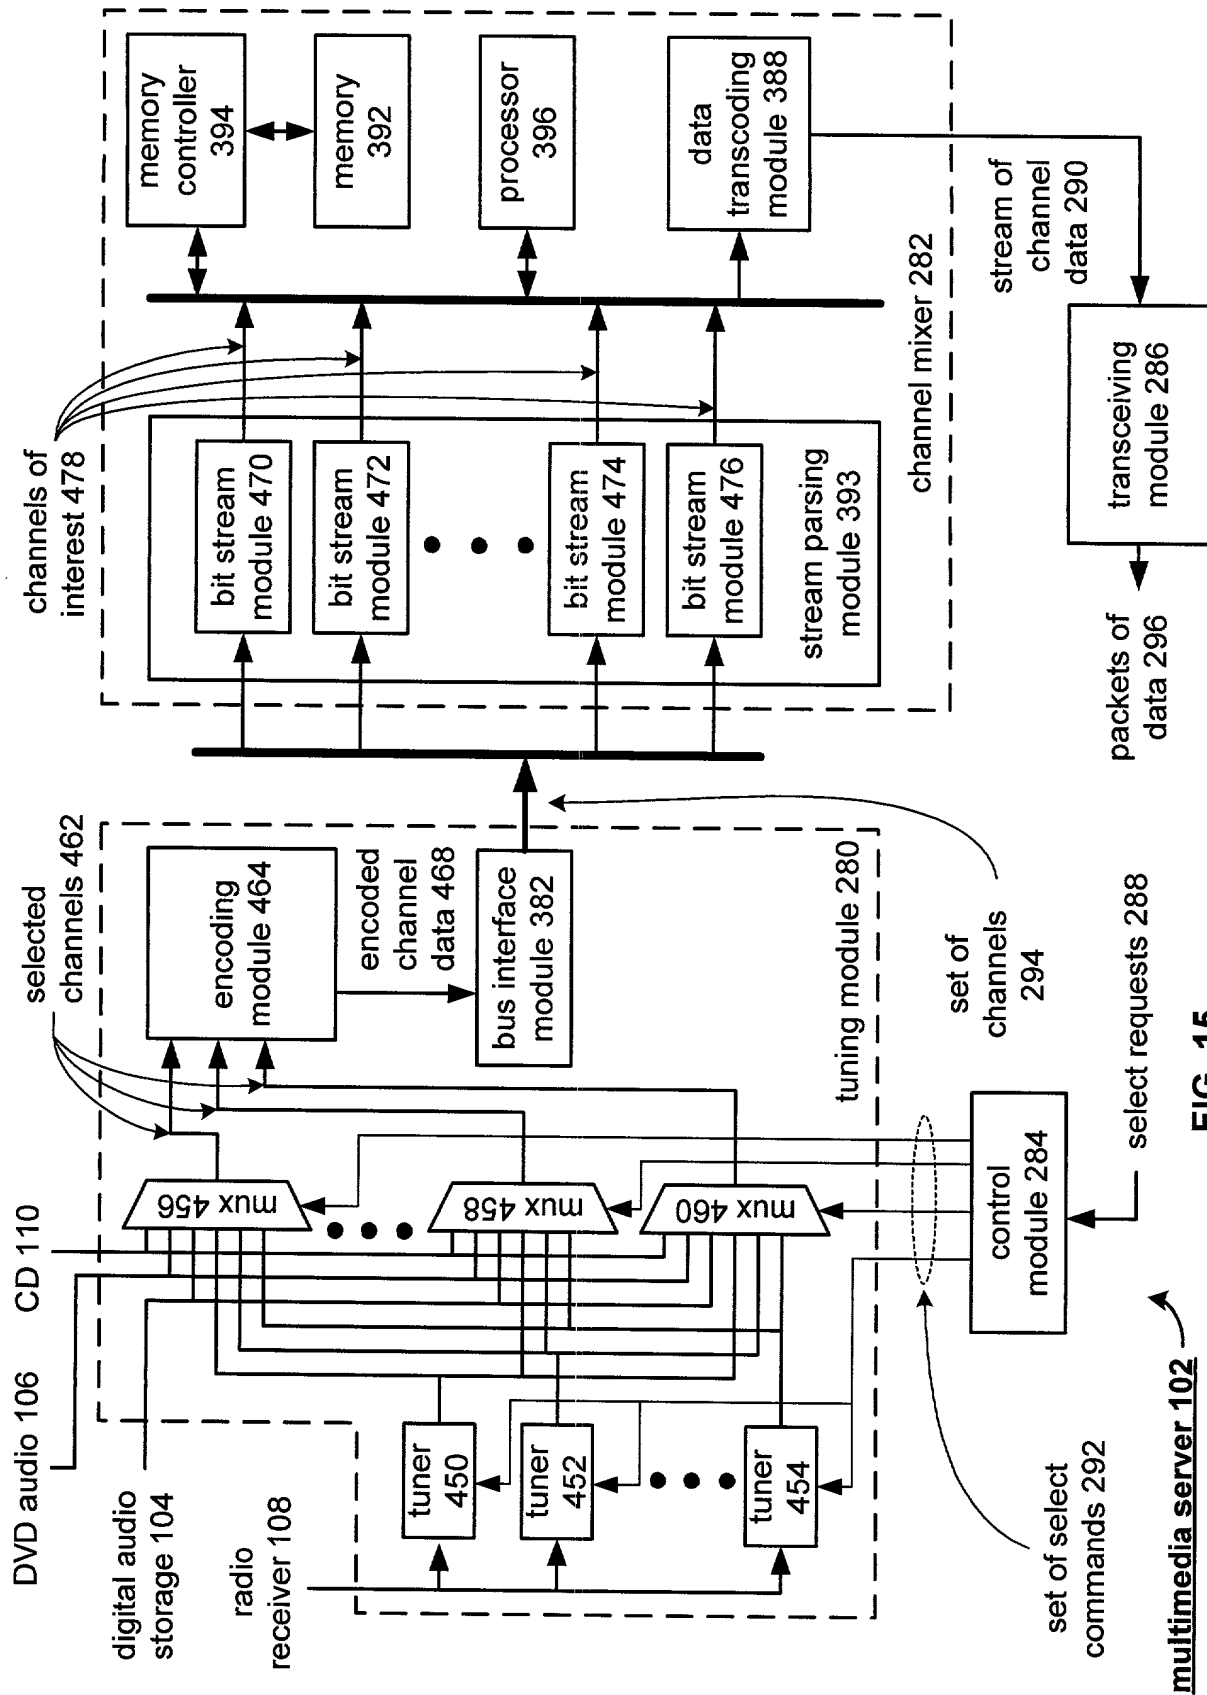 DVD audio 106
CD 110
digital audio
storage 104
radio
receiver 108
tuner
450
tuner
452
tuner
454
mux 456
mux 458
mux 460
selected
channels 462
encoding
module 464
encoded
channel
data 468
bus interface
module 382
tuning module 280
set of
channels
294
control
module 284
select requests 288
set of select
commands 292
multimedia server 102
channels of
interest 478
bit stream
module 470
bit stream
module 472
bit stream
module 474
bit stream
module 476
stream parsing
module 393
channel mixer 282
memory
controller
394
memory
392
processor
396
data
transcoding
module 388
stream of
channel
data 290
transceiving
module 286
packets of
data 296
FIG. 15